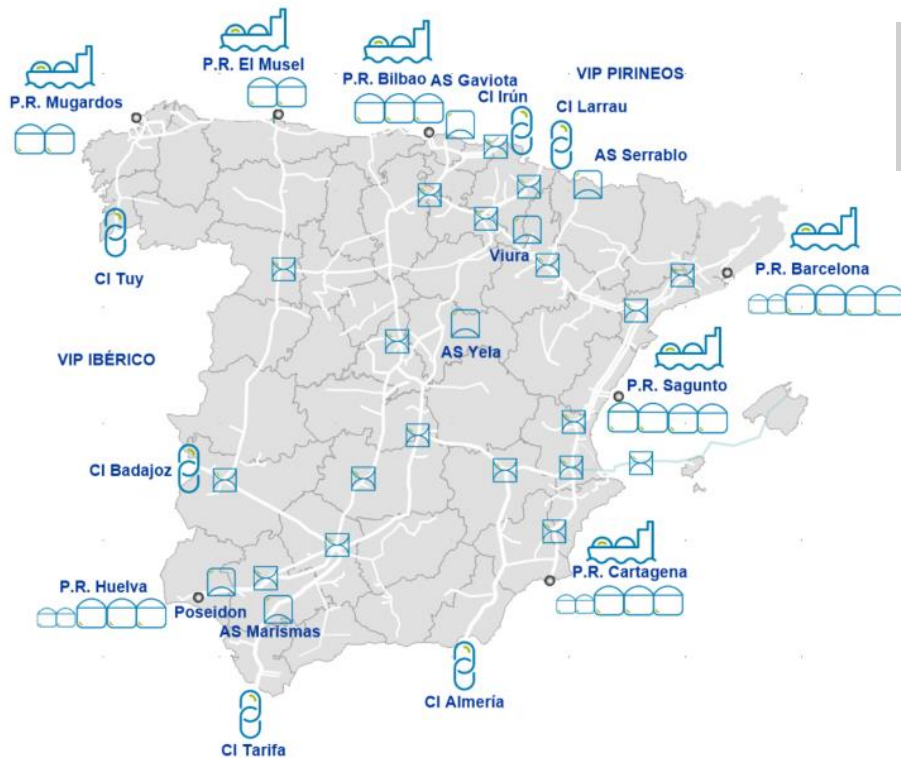 P.R. El Musel
P.R. Bilbao
AS Gaviota
VIP PIRINEOS
P.R. Mugardos
CI Irún
CI Larrau
AS Serrablo
CI Tuy
Viura
P.R. Barcelona
VIP IBÉRICO
AS Yela
P.R. Sagunto
CI Badajoz
P.R. Huelva
P.R. Cartagena
Poseidon
AS Marismas
CI Almería
CI Tarifa